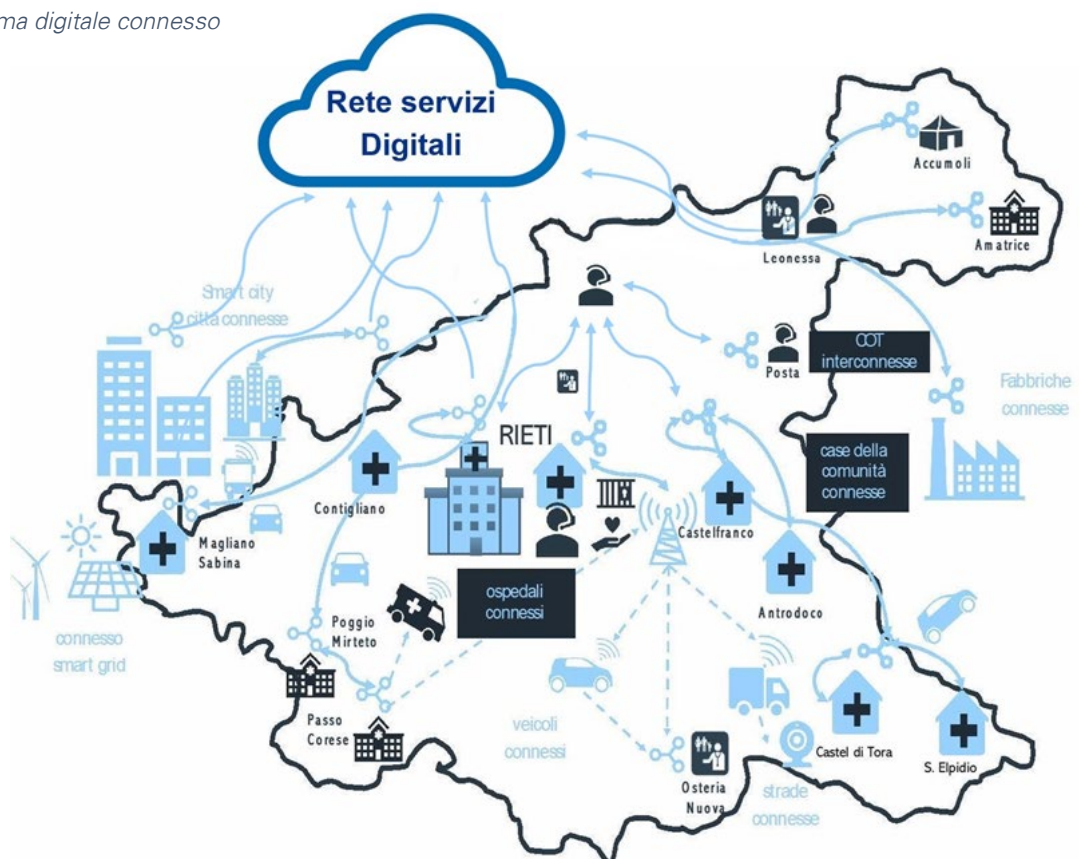 ma digitale connesso
Rete servizi
Digitali
Accumoli
Amatrice
Leonessa
Smart city
città connesse
Posta
COT
interconnesse
Fabbriche
connesse
RIETI
case della
comunità
connesse
Contigliano
Castelfranco
Magliano
Sabina
ospedali
connessi
Antrodoco
Poggio
Mirteto
connesso
smart grid
Passo
Corese
veicoli
connessi
Castel di Tora
S. Elpidio
Osteria
Nuova
strade
connesse